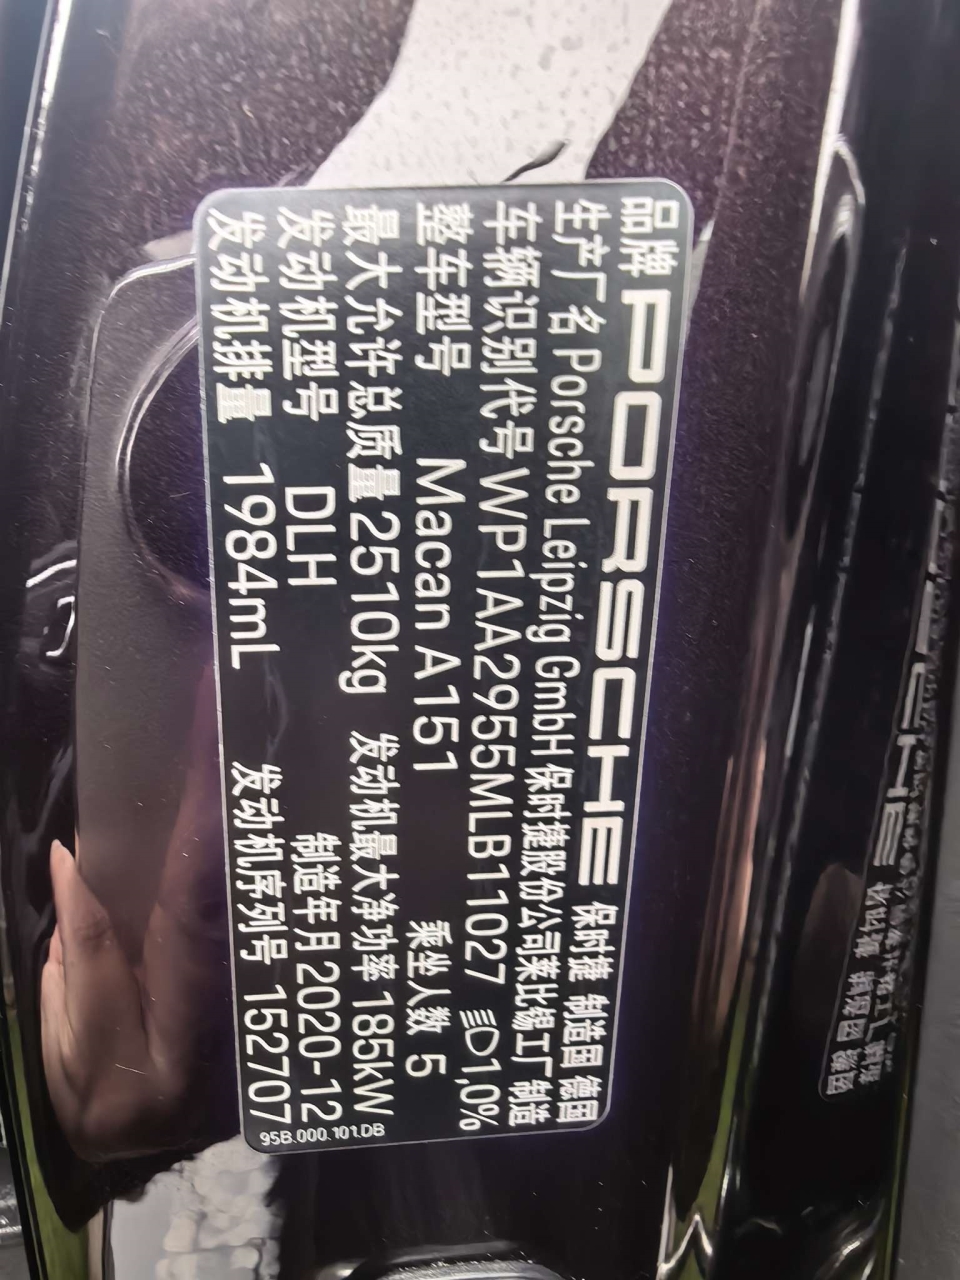 品牌 PORSCHE 保时捷 制造国 德国
生产厂名 Porsche Leipzig GmbH 保时捷股份公司莱比锡工厂 制造
车辆识别代号 WP1AA2955MLB11027 1,0%
整车型号 Macan A151 乘坐人数 5
最大允许总质量 2510kg 发动机最大净功率 185kW
发动机型号 DLH 制造年月 2020-12
发动机排量 1984mL 发动机序列号 152707
95B.000.101.DB